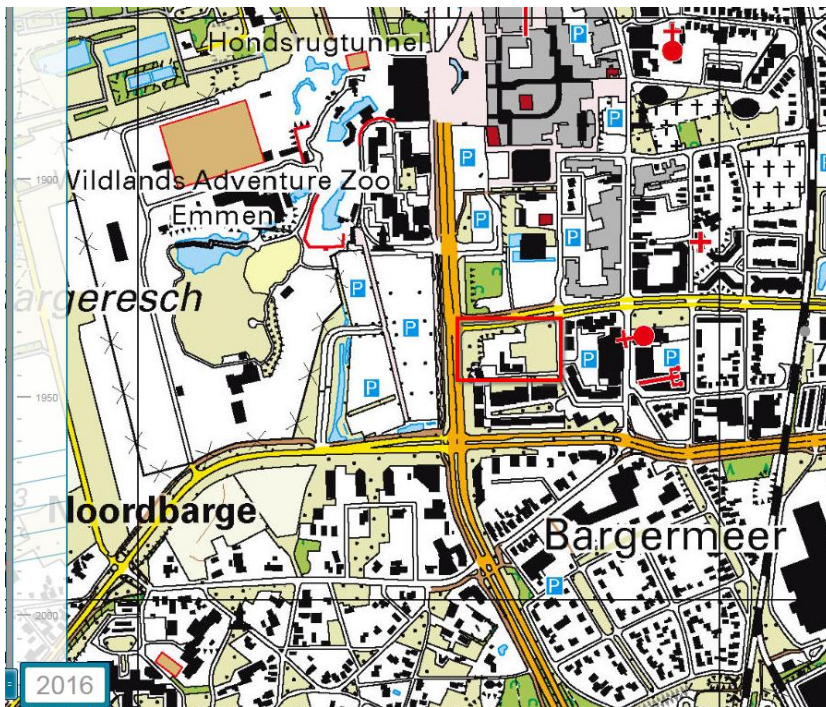 Hondsrugtunnel
P
P
1900
P
Wildlands Adventure Zoo
Emmen
P
P
P
argeresch
P
P
P
P
1950
P
3
Noordbarge
Bargermeer
P
2000
2016